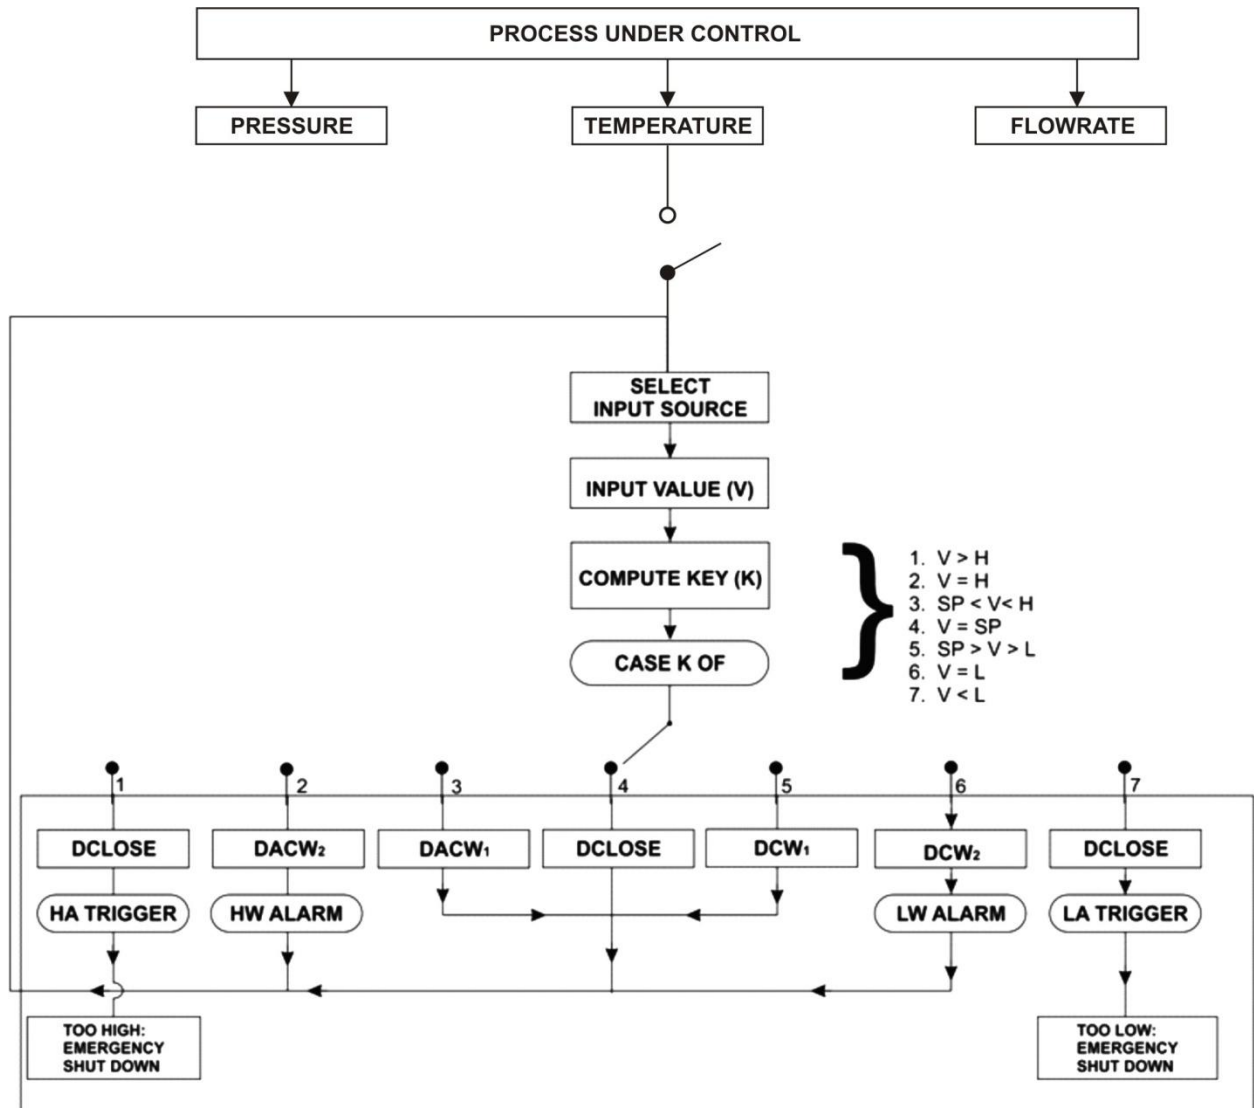 PROCESS UNDER CONTROL
PRESSURE
TEMPERATURE
FLOWRATE
SELECT
INPUT SOURCE
INPUT VALUE (V)
COMPUTE KEY (K)
CASE K OF
1. V > H
2. V = H
3. SP < V< H
4. V = SP
5. SP > V > L
6. V = L
7. V < L
1
2
3
4
5
6
7
DCLOSE
DACW₂
DACW₁
DCLOSE
DCW₁
DCW₂
DCLOSE
HA TRIGGER
HW ALARM
LW ALARM
LA TRIGGER
TOO HIGH:
EMERGENCY
SHUT DOWN
TOO LOW:
EMERGENCY
SHUT DOWN